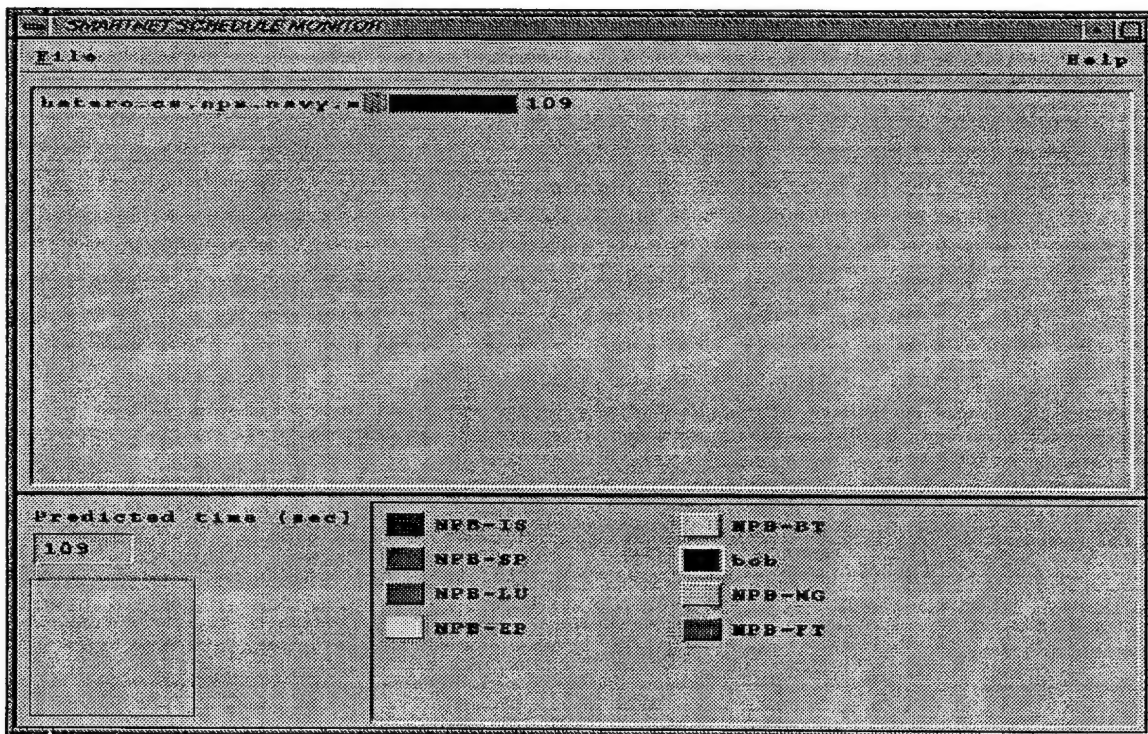 SMARTNET SCHEDULE MONITOR
File Help
hetero.cs.nps.navy.m 109
Predicted time (sec)
109
NPB-IS NPB-BT
NPB-SP bob
NPB-LU NPB-MG
NPB-EP NPB-FT